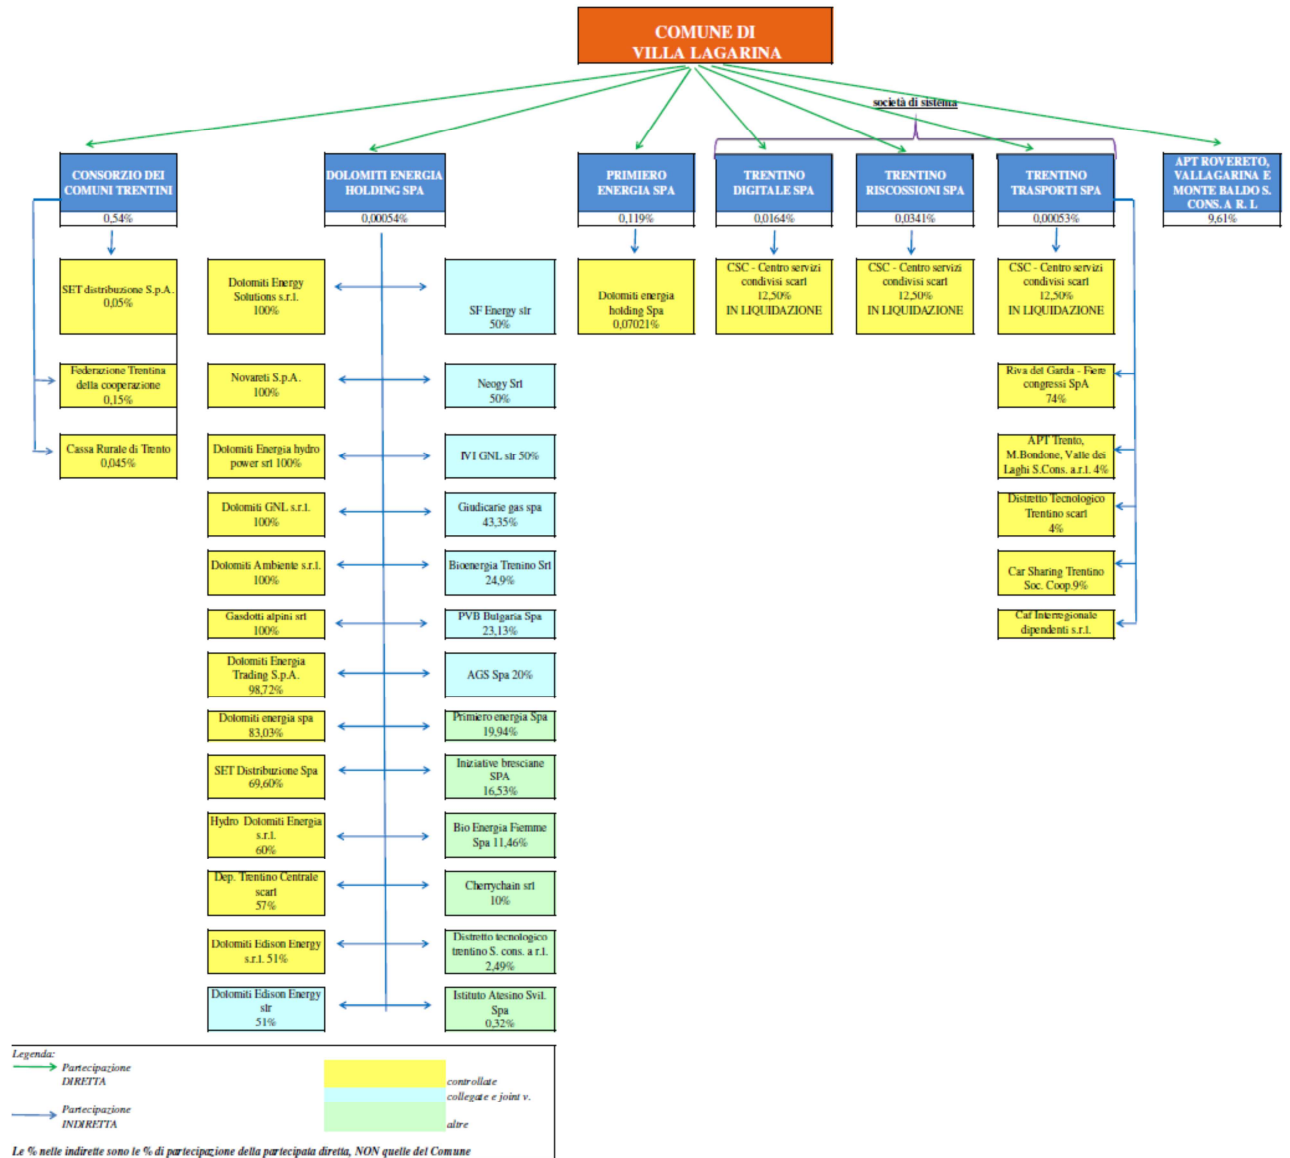 COMUNE DI
VILLA LAGARINA
società di sistema
CONSORZIO DEI
COMUNI TRENTINI
0,54%
DOLOMITI ENERGIA
HOLDING SPA
0,00054%
PRIMIERO
ENERGIA SPA
0,119%
TRENTINO
DIGITALE SPA
0,0164%
TRENTINO
RISCOSSIONI SPA
0,0341%
TRENTINO
TRASPORTI SPA
0,00053%
APT ROVERETO,
VALLAGARINA E
MONTE BALDO S.
CONS. A R. L
9,61%
SET distribuzione S.p.A.
0,05%
Federazione Trentina
della cooperazione
0,15%
Cassa Rurale di Trento
0,045%
Dolomiti Energy
Solutions s.r.l.
100%
Novareti S.p.A.
100%
Dolomiti Energia hydro
power srl 100%
Dolomiti GNL s.r.l.
100%
Dolomiti Ambiente s.r.l.
100%
Gasdotti alpini srl
100%
Dolomiti Energia
Trading S.p.A.
98,72%
Dolomiti energia spa
83,03%
SET Distribuzione Spa
69,60%
Hydro Dolomiti Energia
s.r.l.
60%
Dep. Trentino Centrale
scarl
57%
Dolomiti Edison Energy
s.r.l. 51%
Dolomiti Edison Energy
slr
51%
SF Energy slr
50%
Neogy Srl
50%
IVI GNL slr 50%
Giudicarie gas spa
43,35%
Bioenergia Trenino Srl
24,9%
PVB Bulgaria Spa
23,13%
AGS Spa 20%
Primiero energia Spa
19,94%
Iniziative bresciane
SPA
16,53%
Bio Energia Fiemme
Spa 11,46%
Cherrychain srl
10%
Distretto tecnologico
trentino S. cons. a r.l.
2,49%
Istituto Atesino Svil.
Spa
0,32%
Dolomiti energia
holding Spa
0,07021%
CSC - Centro servizi
condivisi scarl
12,50%
IN LIQUIDAZIONE
CSC - Centro servizi
condivisi scarl
12,50%
IN LIQUIDAZIONE
CSC - Centro servizi
condivisi scarl
12,50%
IN LIQUIDAZIONE
Riva del Garda - Fiere
congressi SpA
74%
APT Trento,
M.Bondone, Valle dei
Laghi S.Cons. a.r.l. 4%
Distretto Tecnologico
Trentino scarl
4%
Car Sharing Trentino
Soc. Coop.9%
Caf Interregionale
dipendenti s.r.l.
Legenda:
Partecipazione
DIRETTA
Partecipazione
INDIRETTA
controllate
collegate e joint v.
altre
Le % nelle indirette sono le % di partecipazione della partecipata diretta, NON quelle del Comune